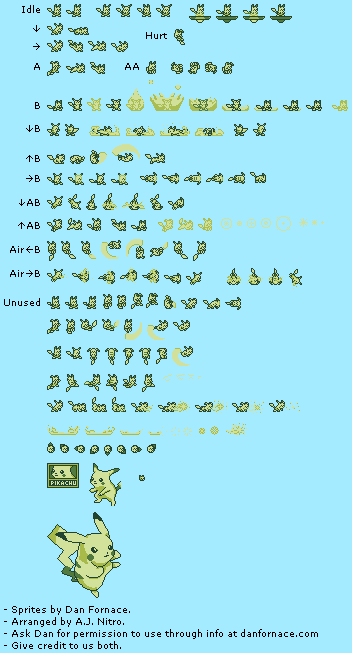 Idle
↓
Hurt
→
A
AA
B
↓B
↑B
→B
↓AB
↑AB
Air←B
Air→B
Unused
PIKACHU
- Sprites by Dan Fornace.
- Arranged by A.J. Nitro.
- Ask Dan for permission to use through info at danfornace.com
- Give credit to us both.